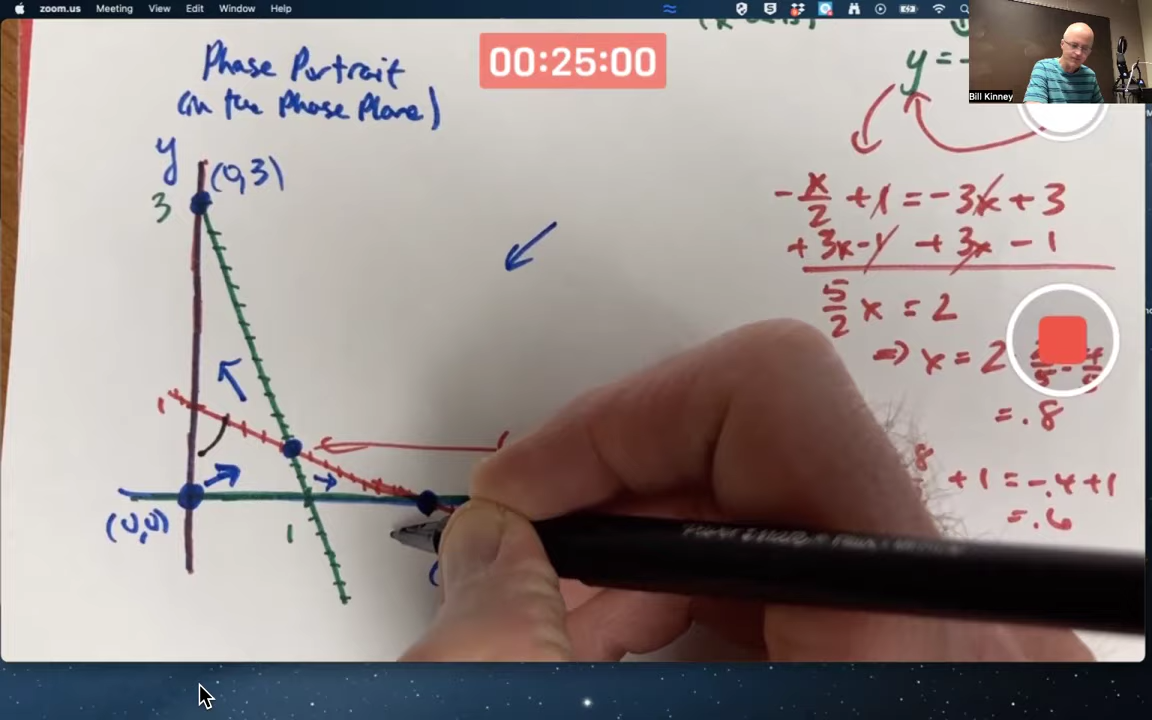 zoom.us Meeting View Edit Window Help
00:25:00
Bill Kinney
Phase Portrait
(in the Phase Plane)
y
(0,3)
3
1
(0,0)
1
y = -
-x/2 + 1 = -3x + 3
+ 3x - 1 + 3x - 1
5/2 x = 2
⇒ x = 2
= .8
+ 1 = -.4 + 1
= .6